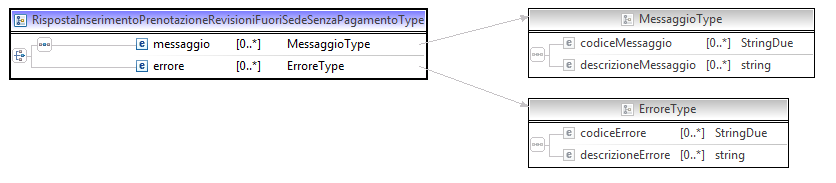 RispostaInserimentoPrenotazioneRevisioniFuoriSedeSenzaPagamentoType
e messaggio [0..*] MessaggioType
e errore [0..*] ErroreType
MessaggioType
e codiceMessaggio [0..*] StringDue
e descrizioneMessaggio [0..*] string
ErroreType
e codiceErrore [0..*] StringDue
e descrizioneErrore [0..*] string